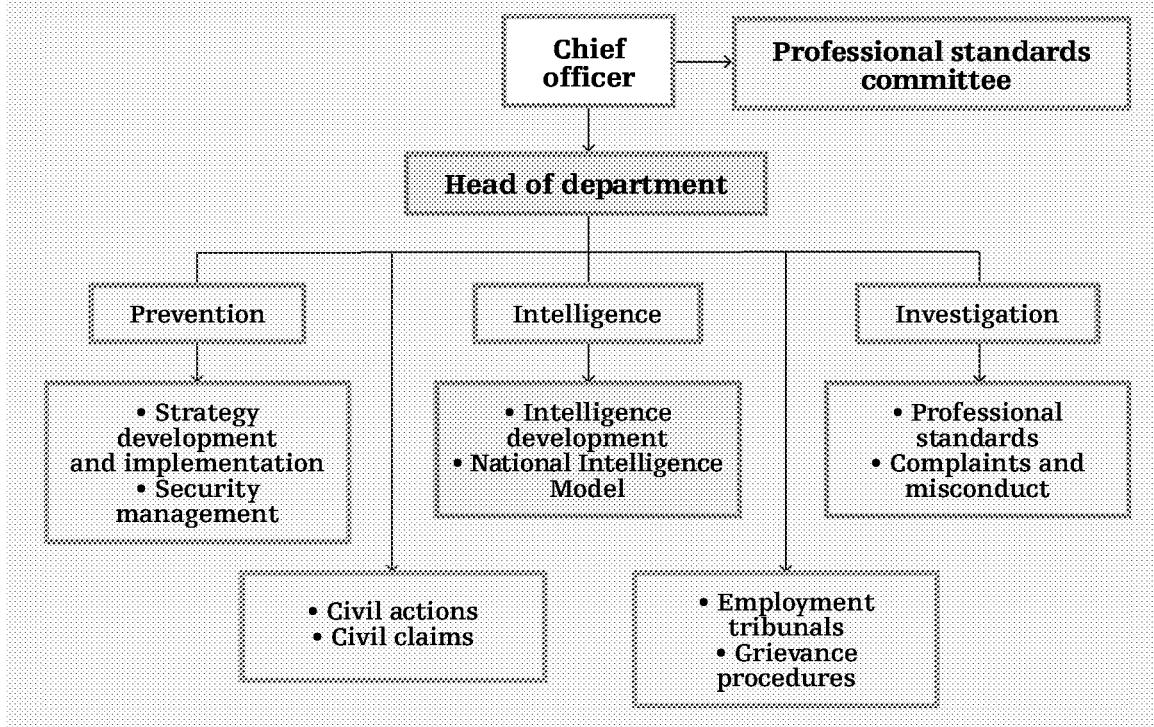 Chief
officer
Professional standards
committee
Head of department
Prevention
Intelligence
Investigation
• Strategy
development
and implementation
• Security
management
• Intelligence
development
• National Intelligence
Model
• Professional
standards
• Complaints and
misconduct
• Civil actions
• Civil claims
• Employment
tribunals
• Grievance
procedures